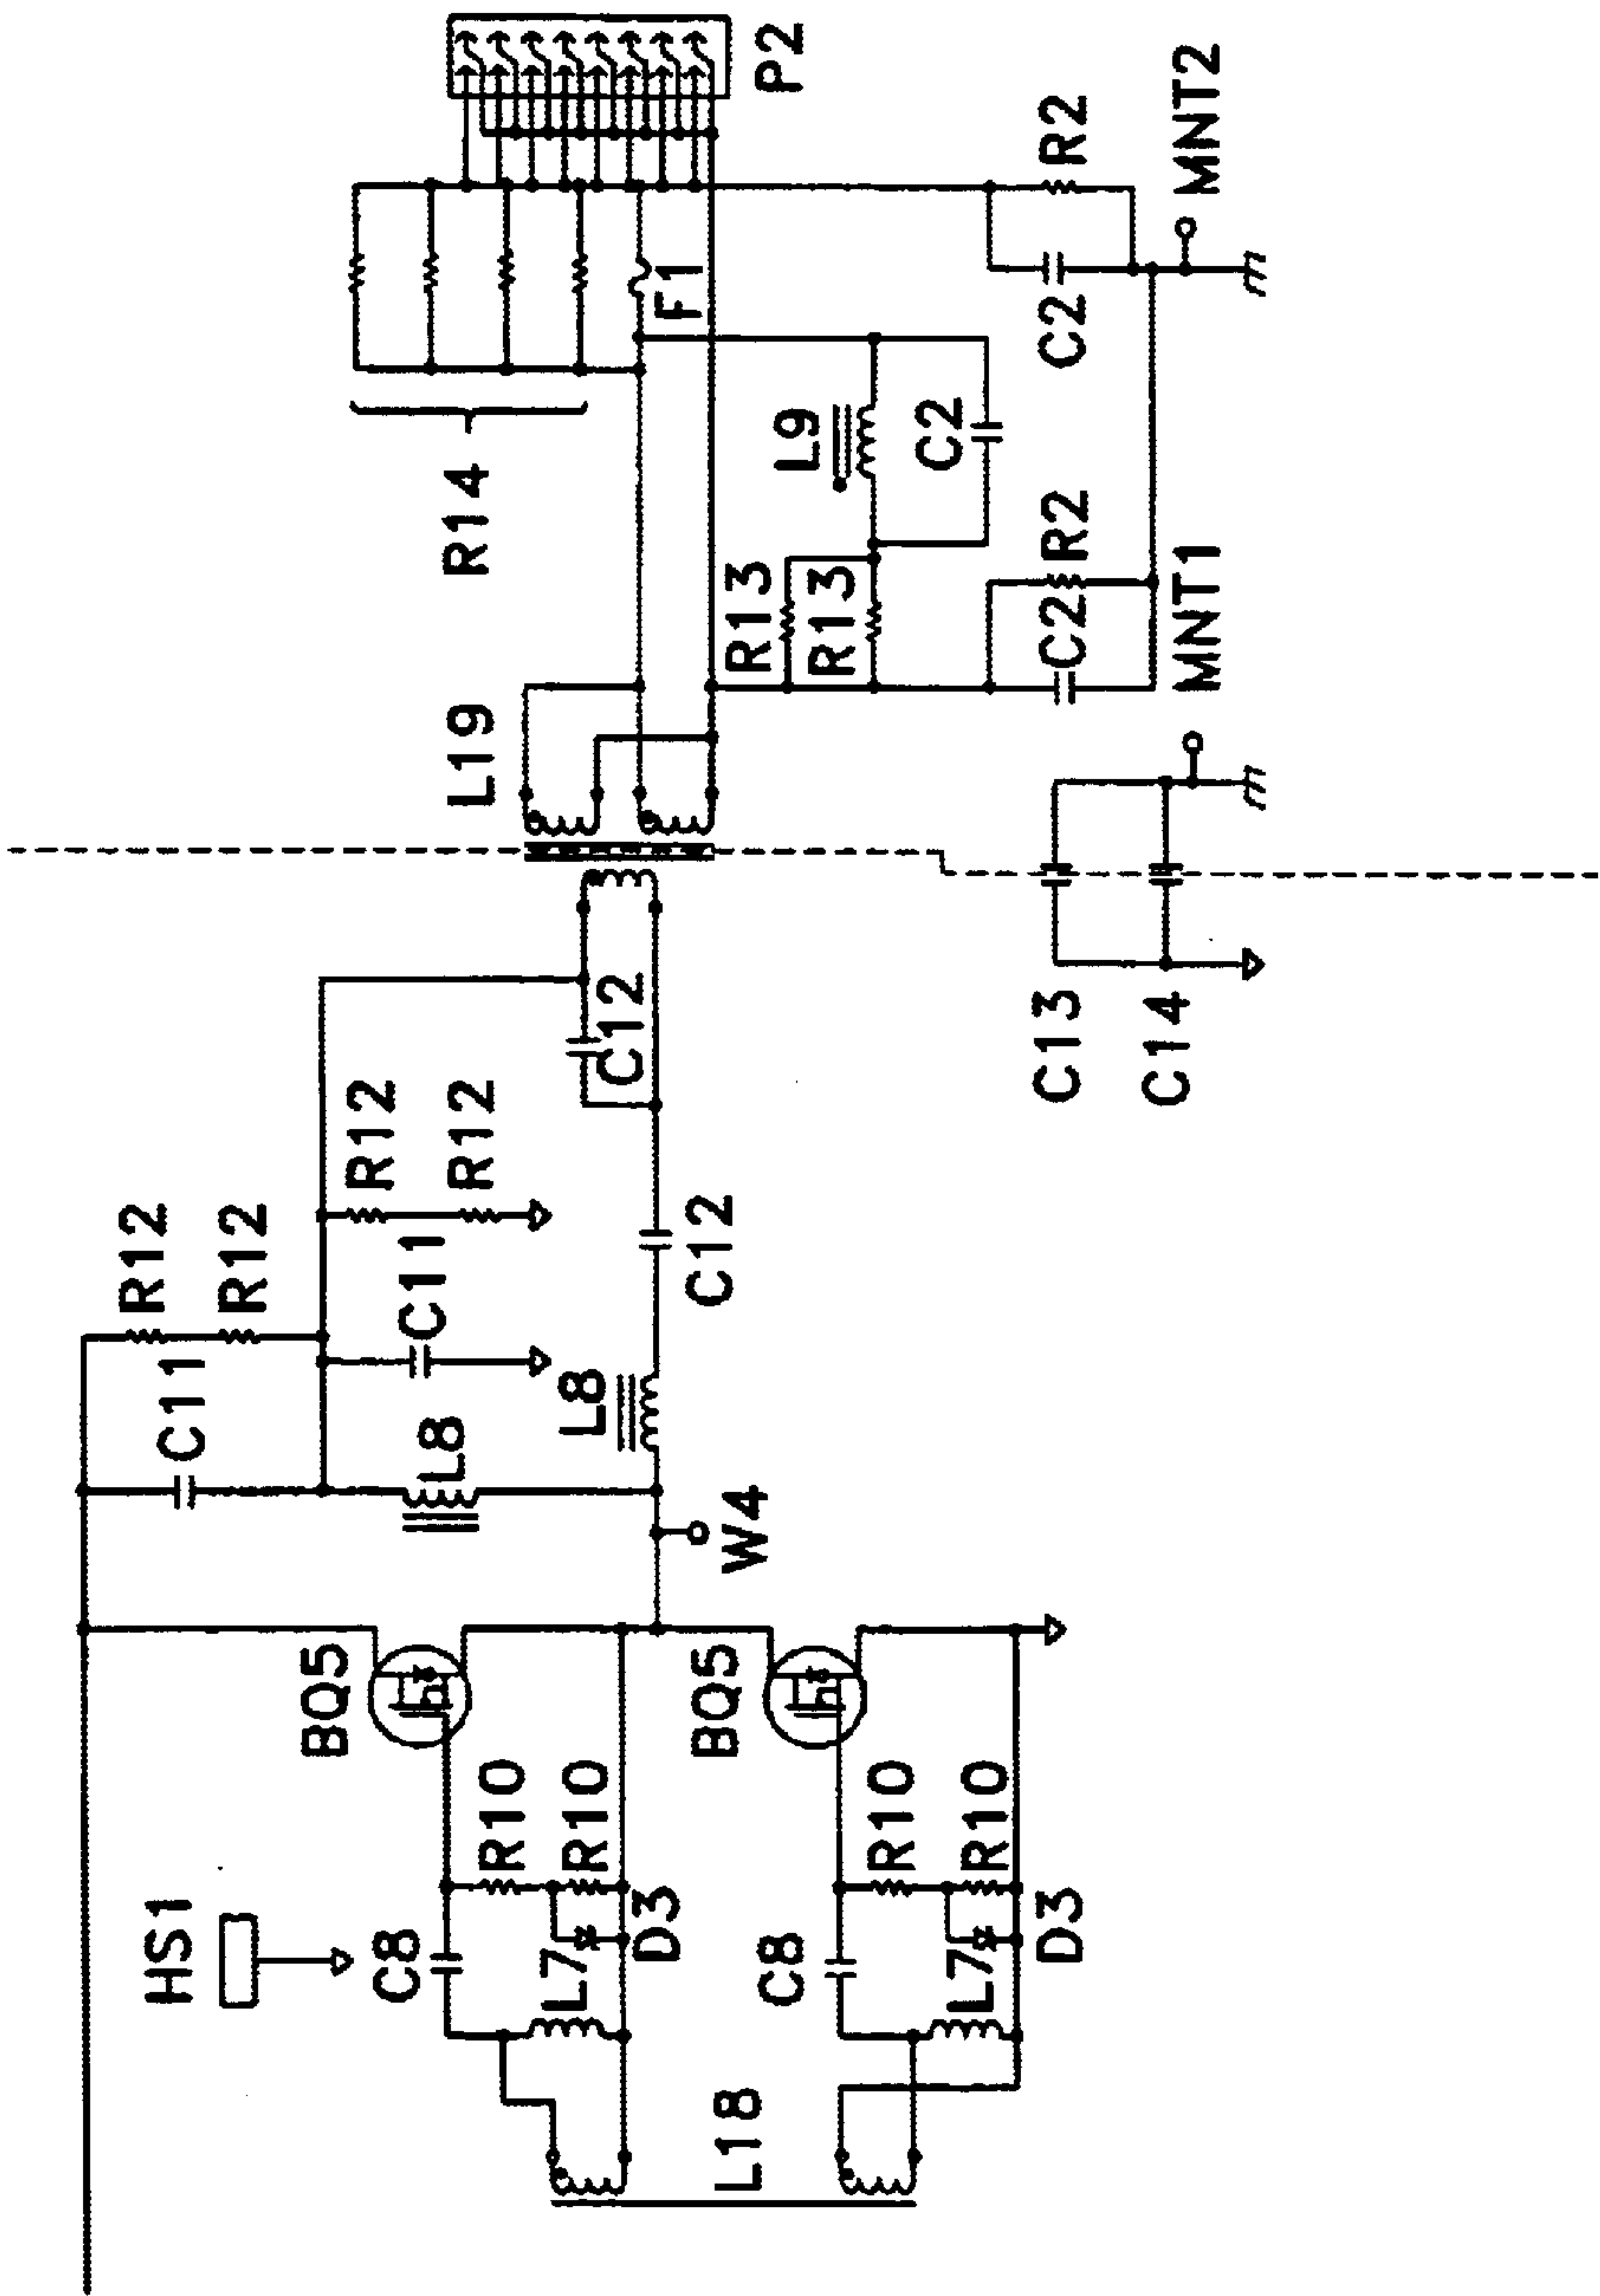 HS1
C8
R10
R10
L7
D3
BQ5
L18
C8
R10
R10
L7
D3
BQ5
W4
C11
R12
R12
L8
C11
R12
R12
L8
C12
C12
L19
C13
C14
R14
F1
P2
R13
R13
L9
C2
C2
R2
MNT1
C2
R2
MNT2